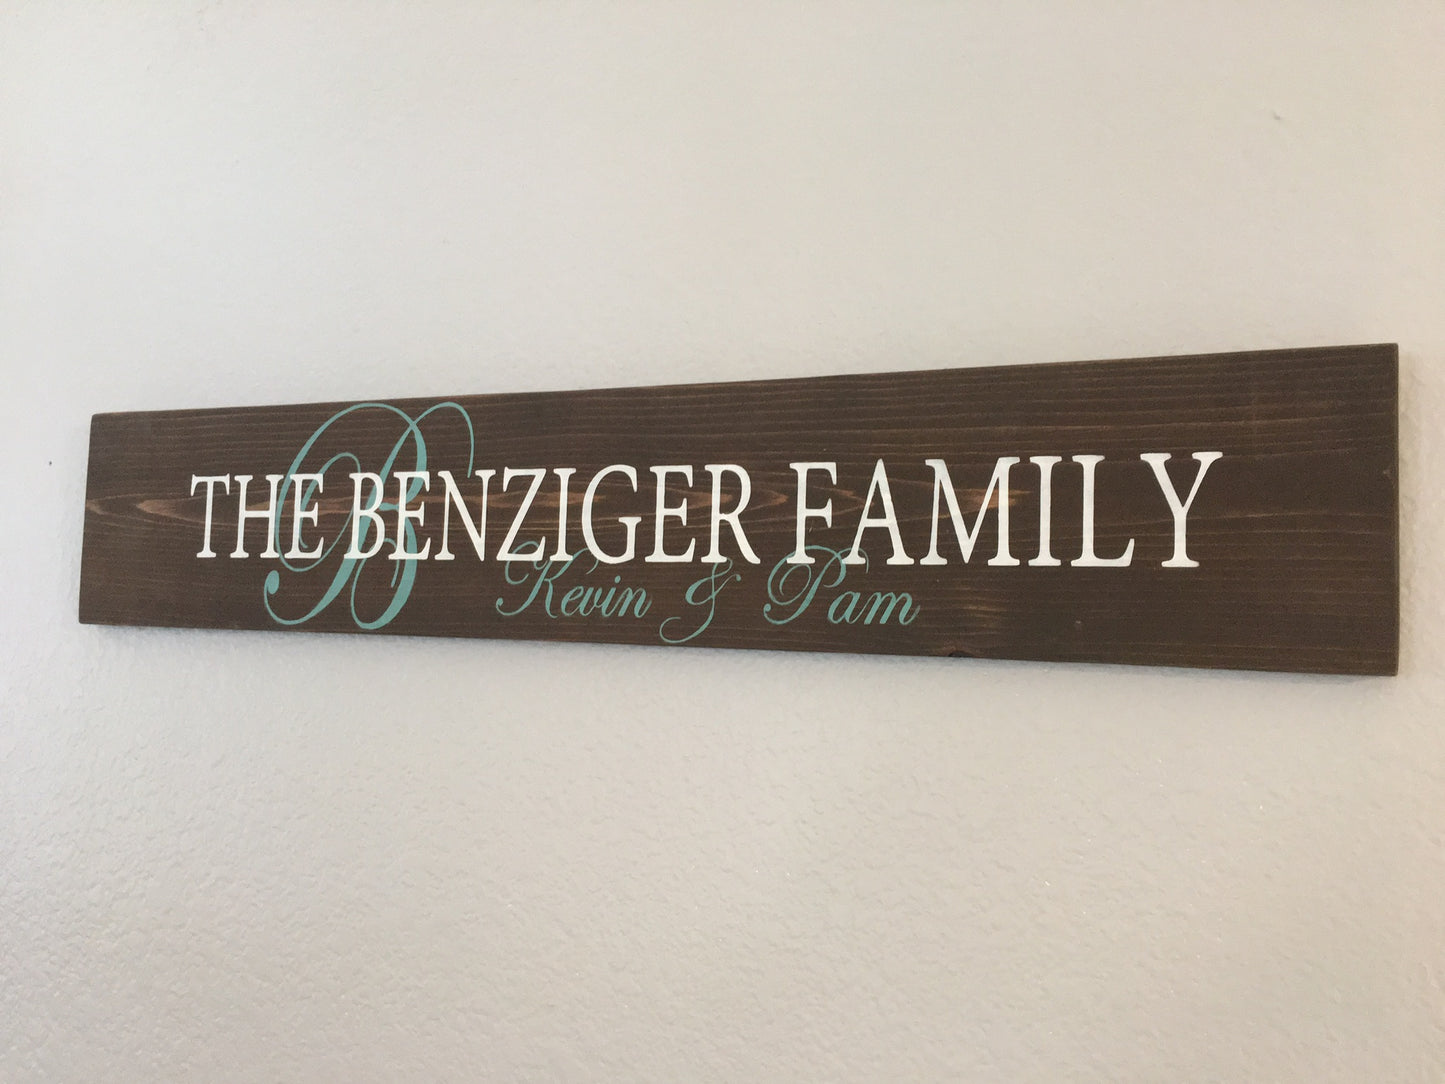 B
THE BENZIGER FAMILY
Kevin & Pam